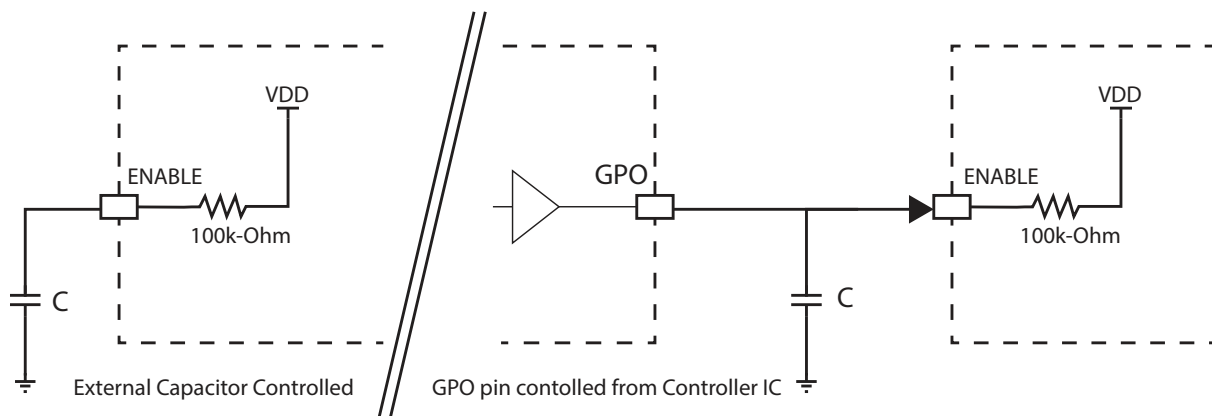 VDD
ENABLE
100k-Ohm
C
External Capacitor Controlled
GPO
C
VDD
ENABLE
100k-Ohm
GPO pin contolled from Controller IC